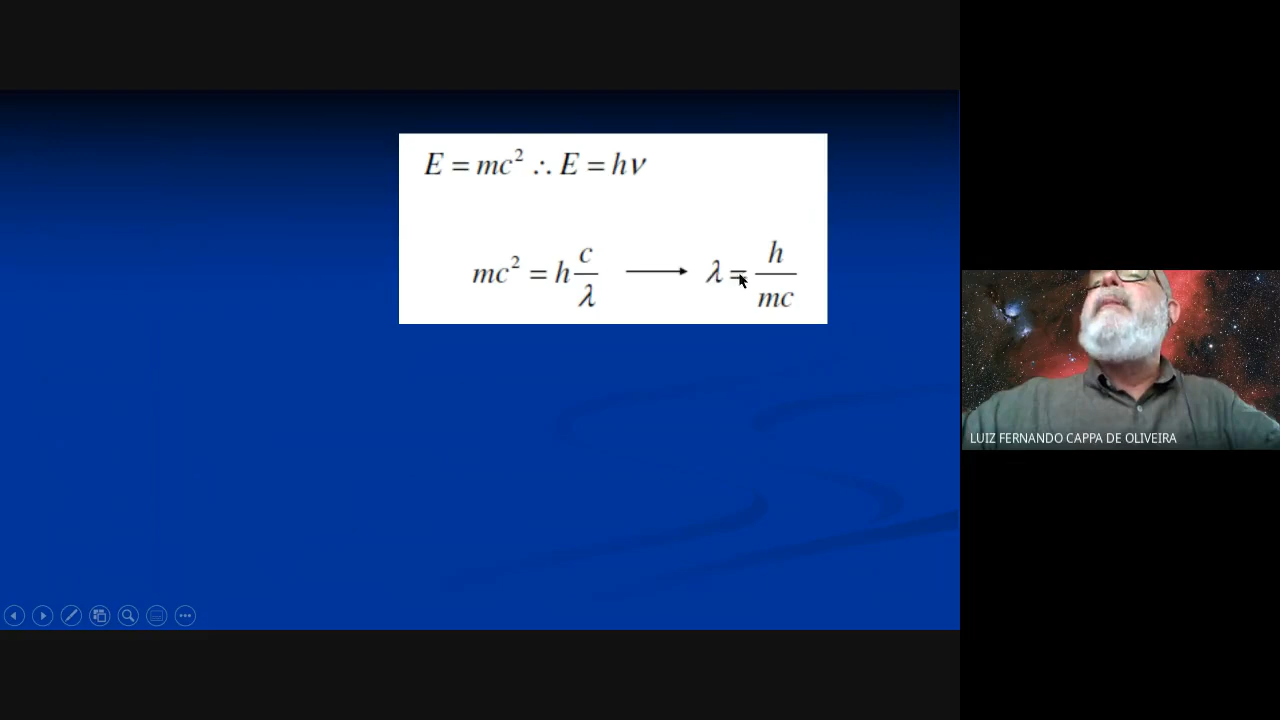 E = mc² ∴ E = hν
mc² = h c/λ ⟶ λ = h/mc
LUIZ FERNANDO CAPPA DE OLIVEIRA